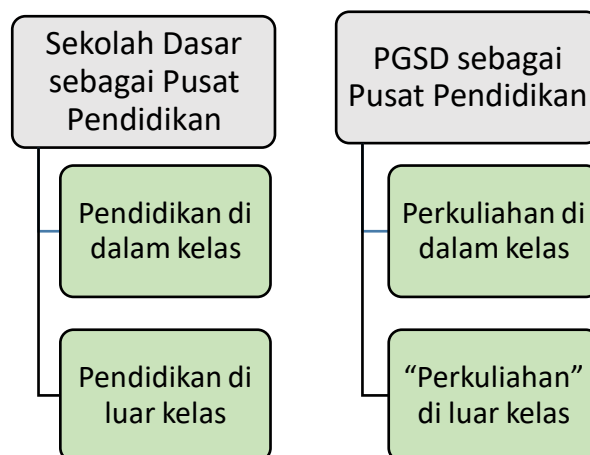 Sekolah Dasar
sebagai Pusat
Pendidikan
Pendidikan di
dalam kelas
Pendidikan di
luar kelas
PGSD sebagai
Pusat Pendidikan
Perkuliahan di
dalam kelas
“Perkuliahan”
di luar kelas